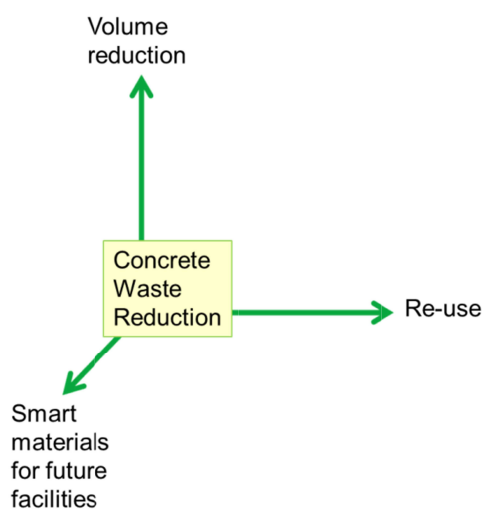 Volume
reduction
Concrete
Waste
Reduction
Re-use
Smart
materials
for future
facilities